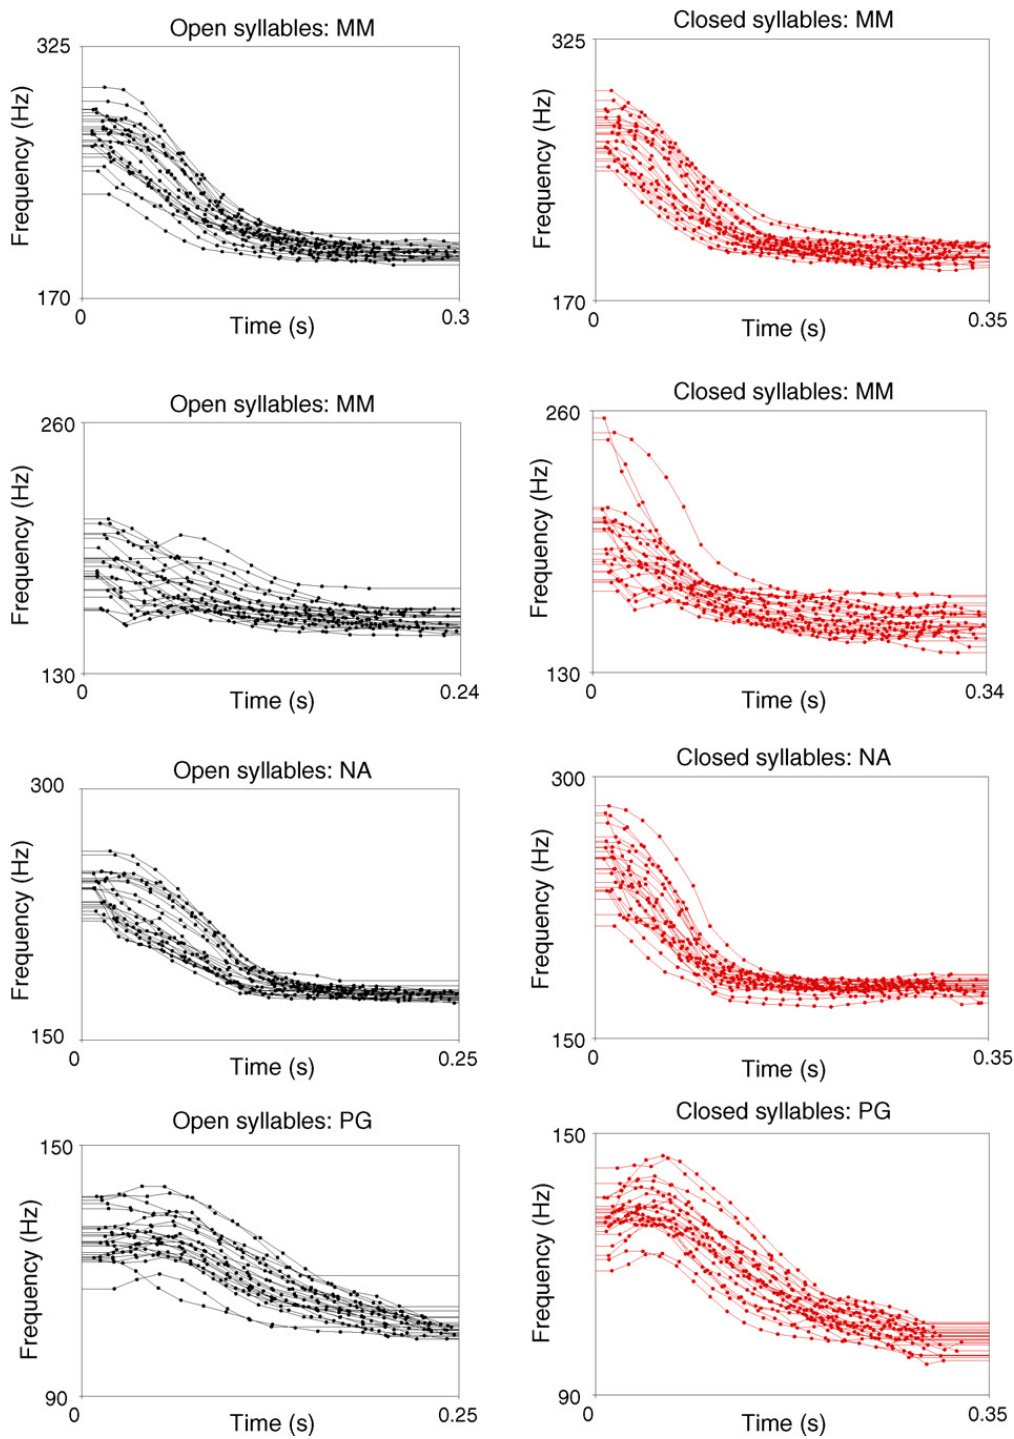 Open syllables: MM
325
Frequency (Hz)
170
0
0.3
Time (s)
Closed syllables: MM
325
Frequency (Hz)
170
0
0.35
Time (s)
Open syllables: MM
260
Frequency (Hz)
130
0
0.24
Time (s)
Closed syllables: MM
260
Frequency (Hz)
130
0
0.34
Time (s)
Open syllables: NA
300
Frequency (Hz)
150
0
0.25
Time (s)
Closed syllables: NA
300
Frequency (Hz)
150
0
0.35
Time (s)
Open syllables: PG
150
Frequency (Hz)
90
0
0.25
Time (s)
Closed syllables: PG
150
Frequency (Hz)
90
0
0.35
Time (s)